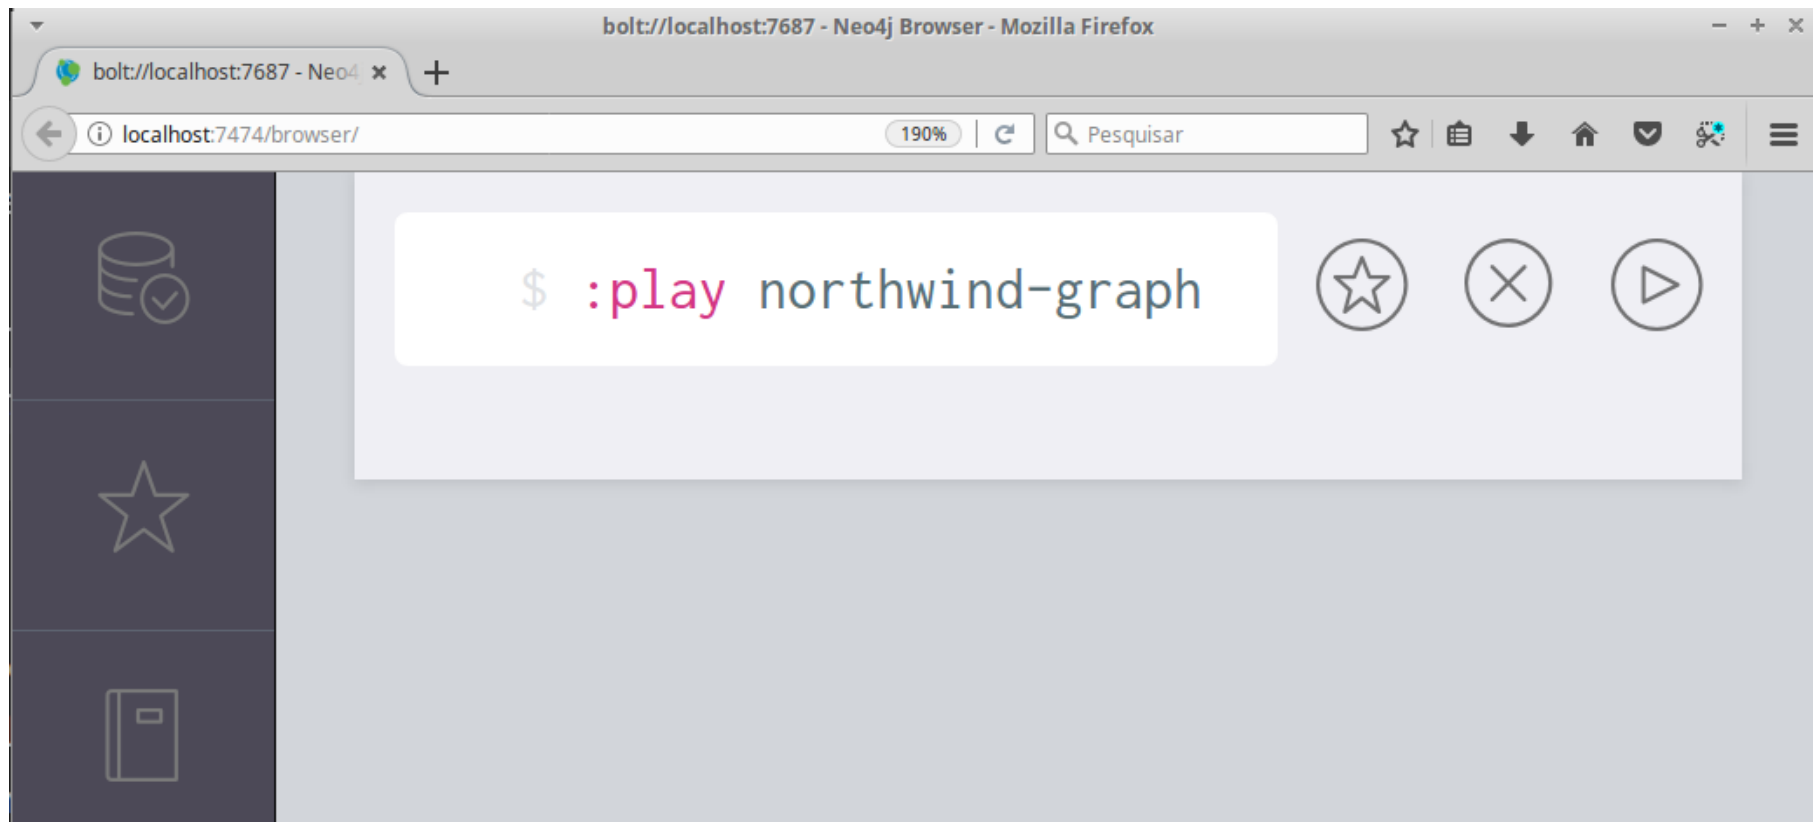 bolt://localhost:7687 - Neo4j Browser - Mozilla Firefox
bolt://localhost:7687 - Neo4
localhost:7474/browser/
190%
Pesquisar
$ :play northwind-graph